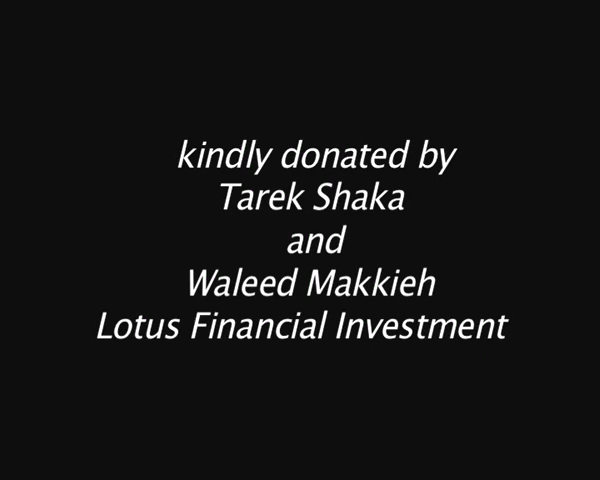 kindly donated by
Tarek Shaka
and
Waleed Makkieh
Lotus Financial Investment